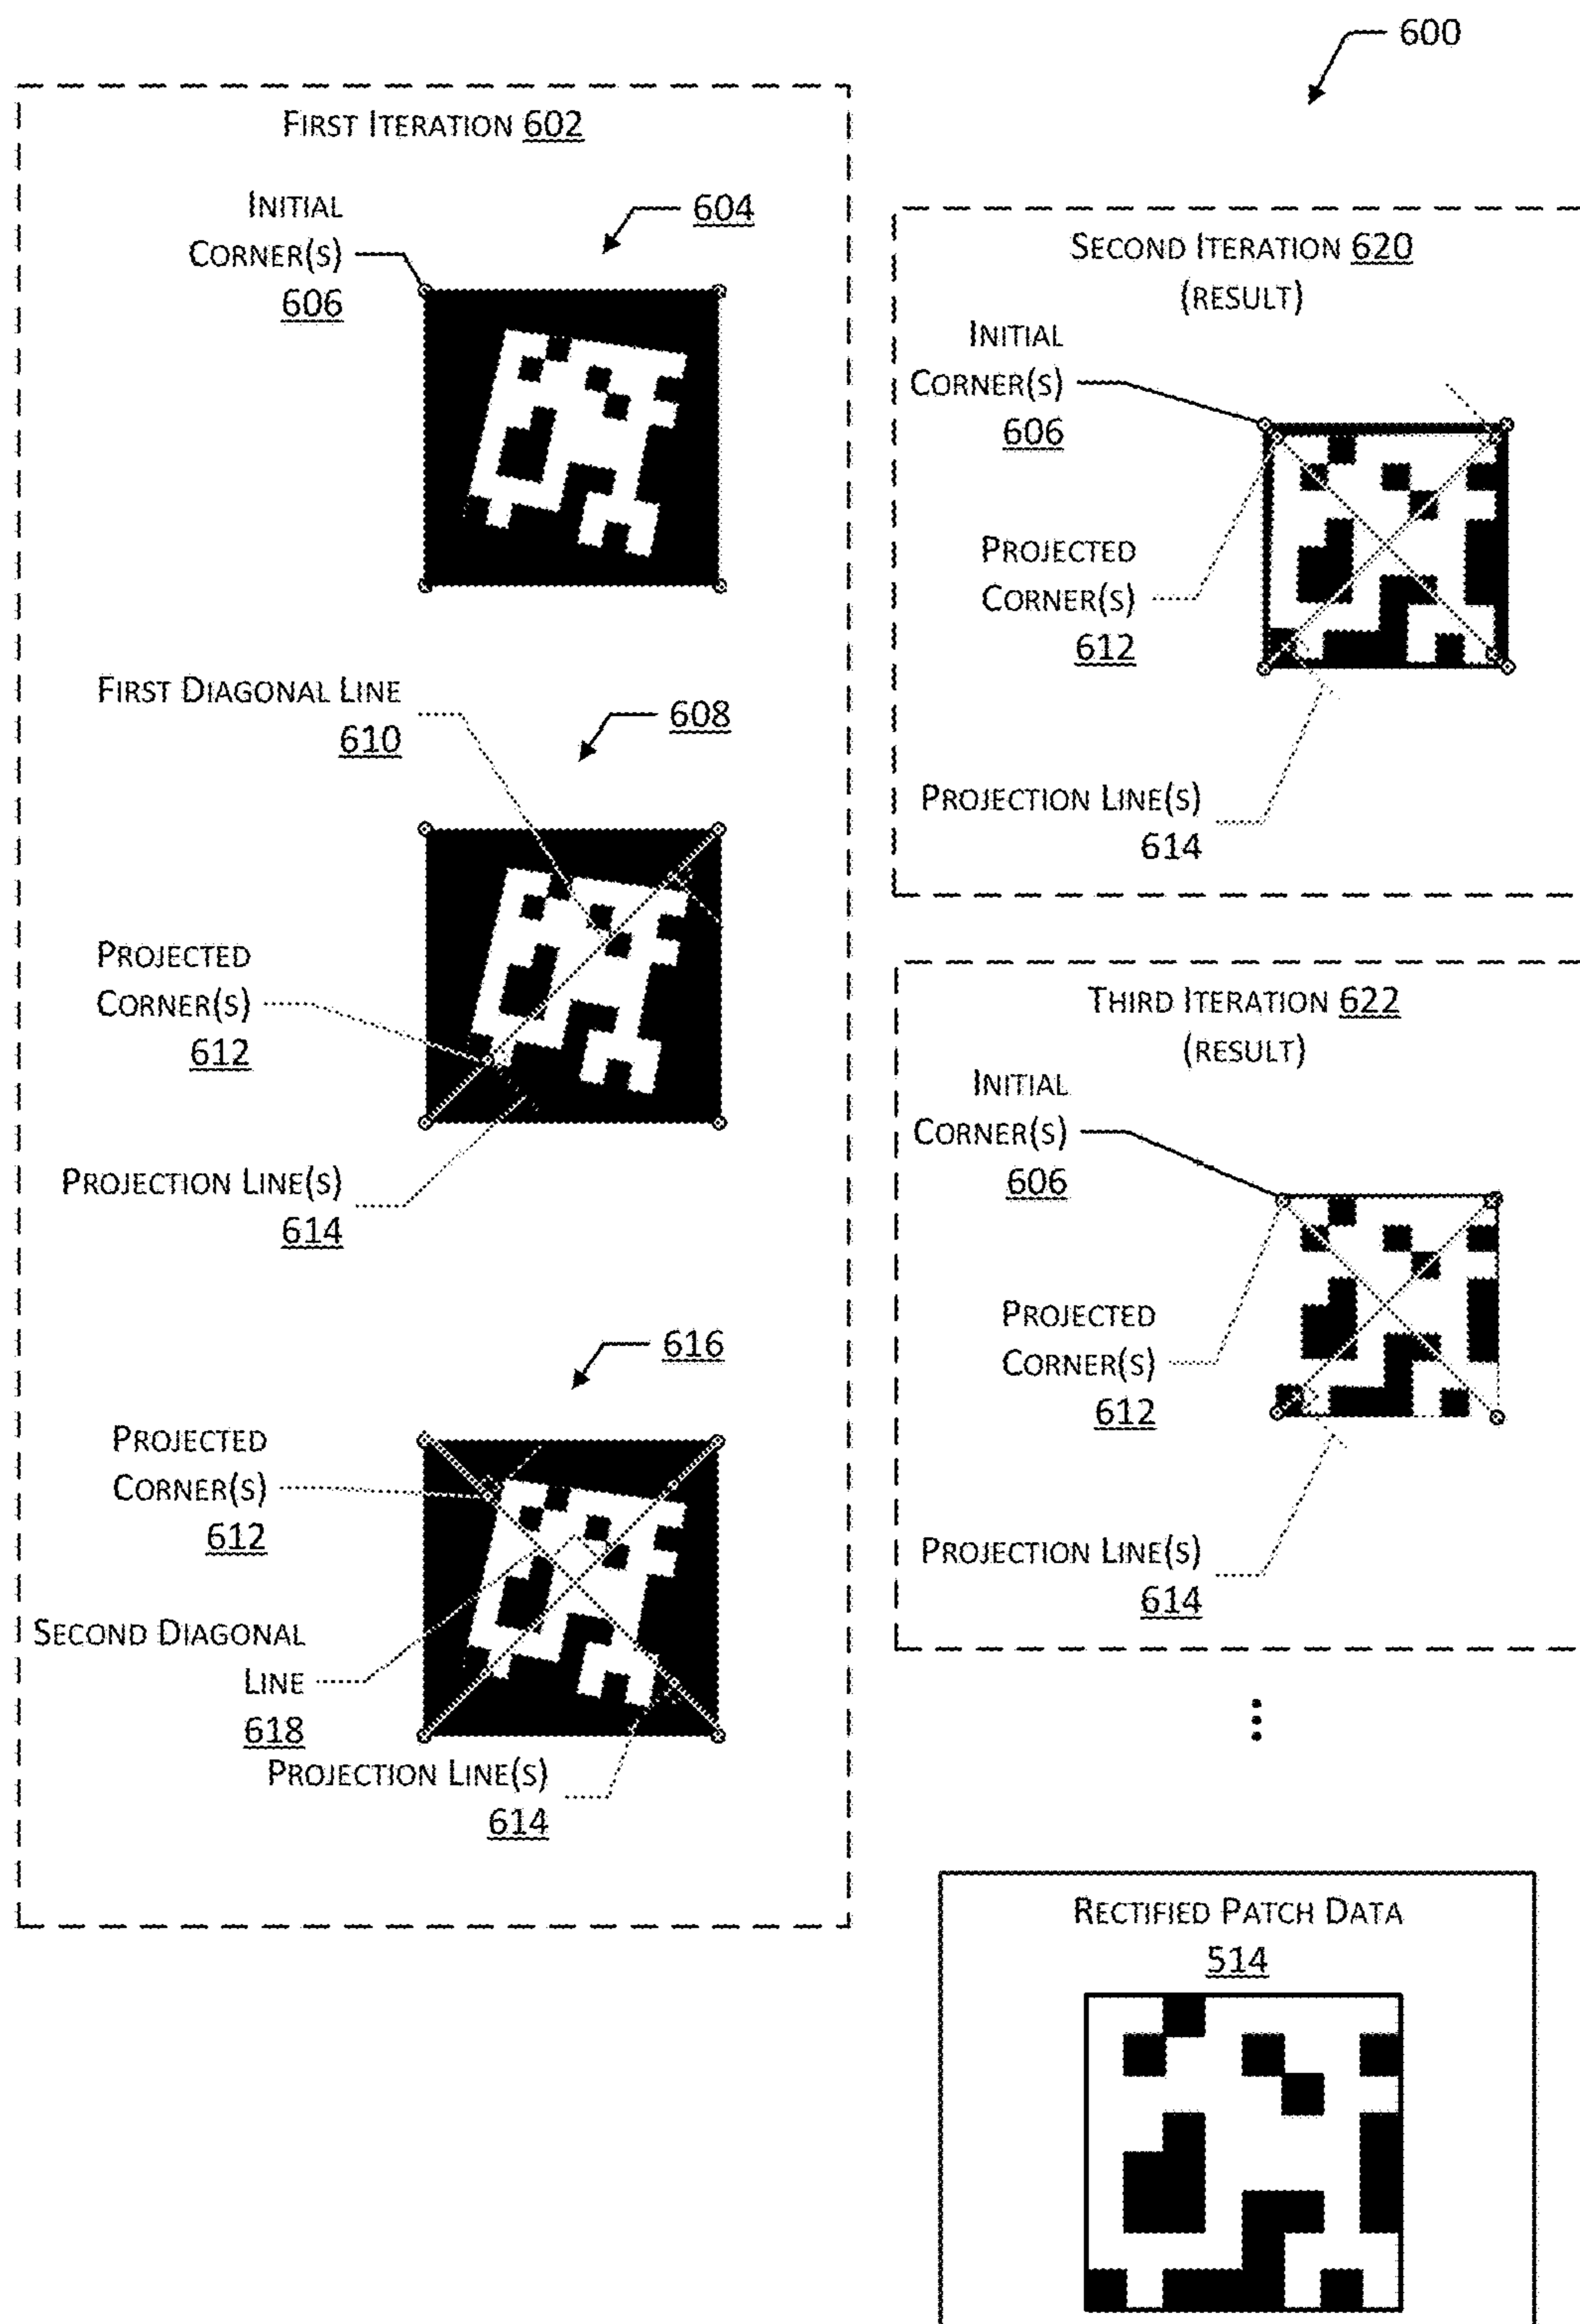 600
FIRST ITERATION 602
INITIAL
CORNER(S)
606
604
FIRST DIAGONAL LINE
610
608
PROJECTED
CORNER(S)
612
PROJECTION LINE(S)
614
616
PROJECTED
CORNER(S)
612
SECOND DIAGONAL
LINE
618
PROJECTION LINE(S)
614
SECOND ITERATION 620
(RESULT)
INITIAL
CORNER(S)
606
PROJECTED
CORNER(S)
612
PROJECTION LINE(S)
614
THIRD ITERATION 622
(RESULT)
INITIAL
CORNER(S)
606
PROJECTED
CORNER(S)
612
PROJECTION LINE(S)
614
RECTIFIED PATCH DATA
514